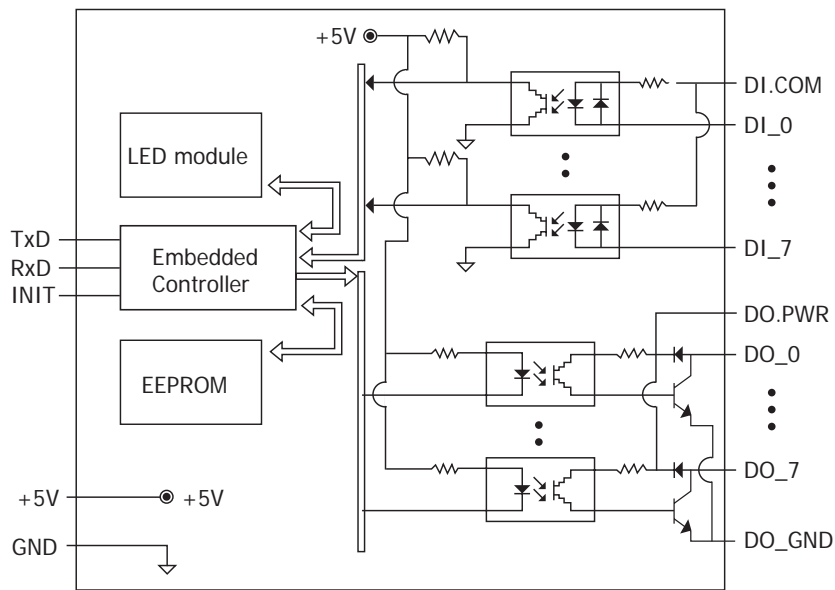 +5V
DI.COM
LED module
DI_0
TxD
Embedded
Controller
RxD
INIT
DI_7
DO.PWR
DO_0
EEPROM
DO_7
+5V
+5V
GND
DO_GND